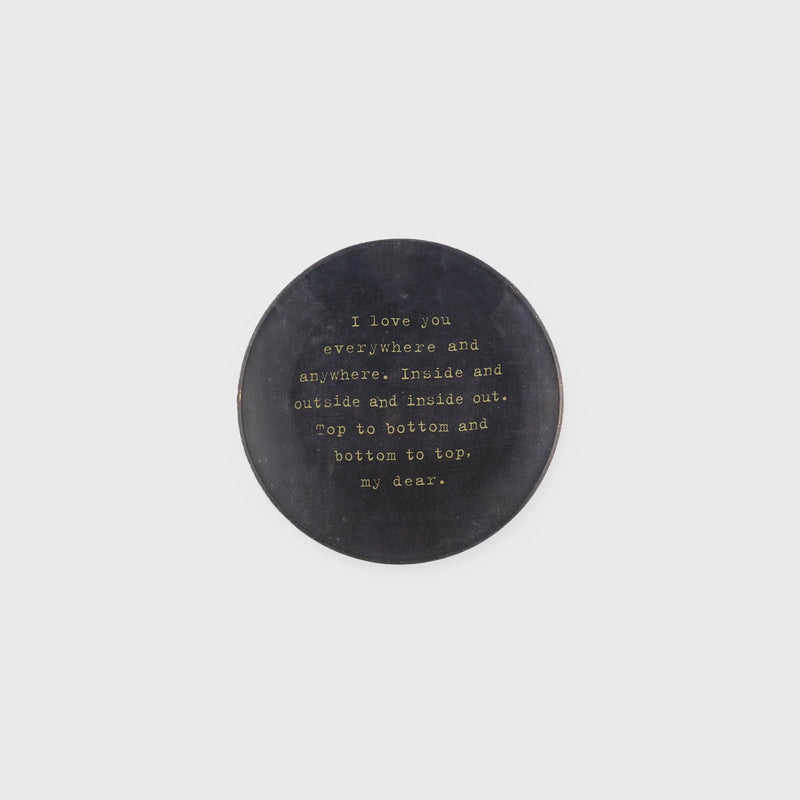 I love you
everywhere and
anywhere. Inside and
outside and inside out.
Top to bottom and
bottom to top,
my dear.